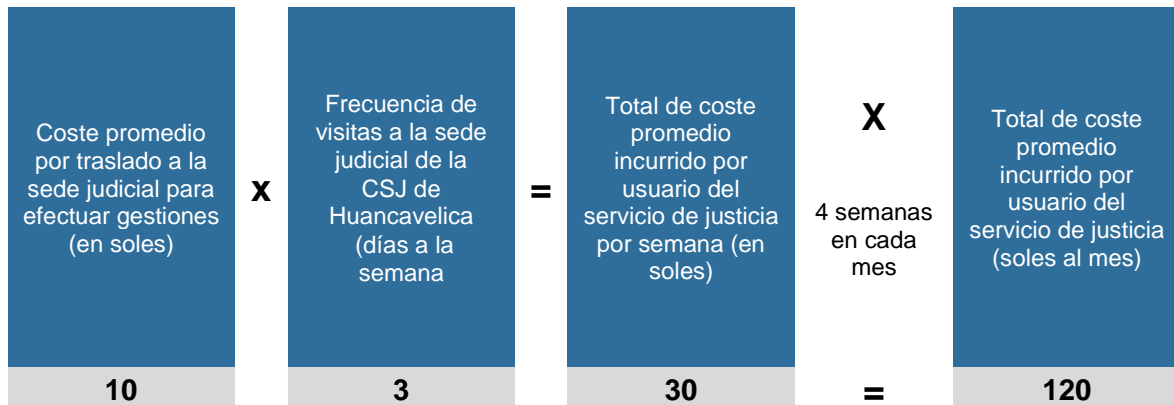 Coste promedio
por traslado a la
sede judicial para
efectuar gestiones
(en soles)
x
Frecuencia de
visitas a la sede
judicial de la
CSJ de
Huancavelica
(días a la
semana
=
Total de coste
promedio
incurrido por
usuario del
servicio de justicia
por semana (en
soles)
X
4 semanas
en cada
mes
Total de coste
promedio
incurrido por
usuario del
servicio de justicia
(soles al mes)
10
3
30
=
120